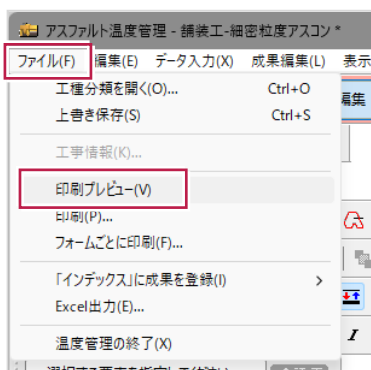 アスファルト温度管理 - 舗装工-細密粒度アスコン *
ファイル(F) 編集(E) データ入力(X) 成果編集(L) 表示
工種分類を開く(O)... Ctrl+O
上書き保存(S) Ctrl+S
編集
工事情報(K)...
印刷プレビュー(V)
印刷(P)...
フォームごとに印刷(F)...
「インデックス」に成果を登録(I)
Excel出力(E)...
温度管理の終了(X)